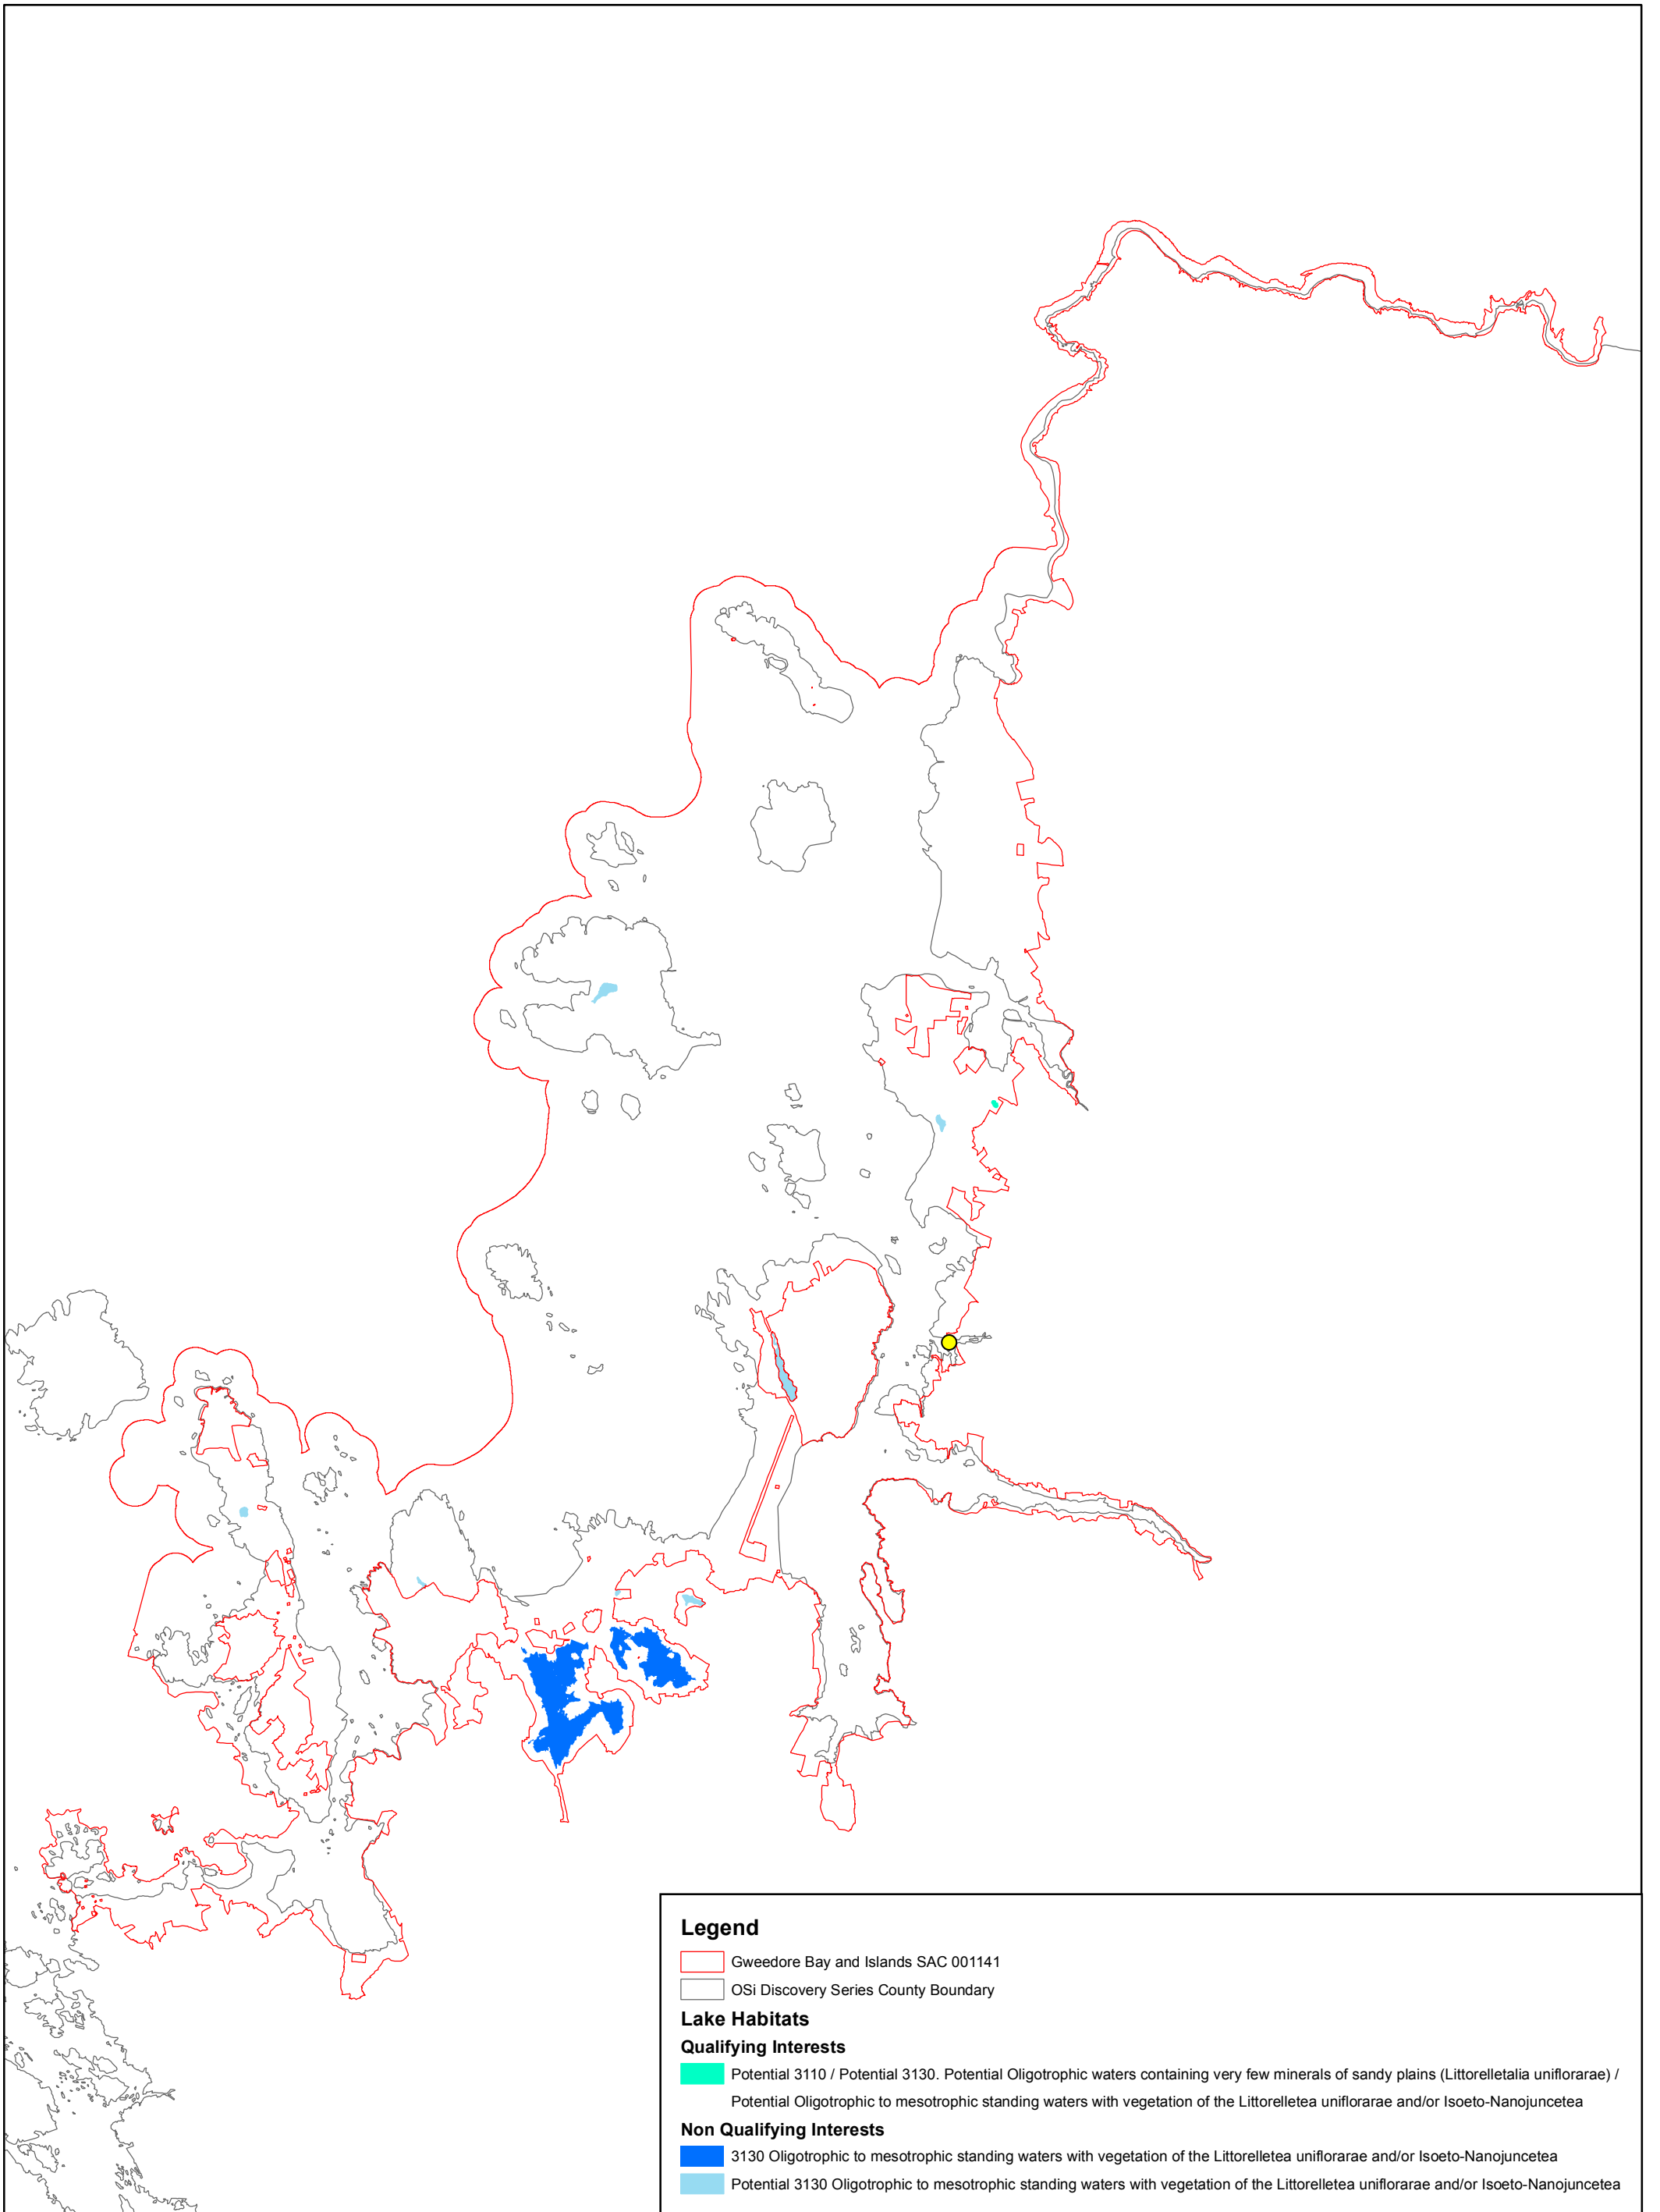 Legend
Gweedore Bay and Islands SAC 001141
OSi Discovery Series County Boundary
Lake Habitats
Qualifying Interests
Potential 3110 / Potential 3130. Potential Oligotrophic waters containing very few minerals of sandy plains (Littorelletalia uniflorarae) /
Potential Oligotrophic to mesotrophic standing waters with vegetation of the Littorelletea uniflorarae and/or Isoeto-Nanojuncetea
Non Qualifying Interests
3130 Oligotrophic to mesotrophic standing waters with vegetation of the Littorelletea uniflorarae and/or Isoeto-Nanojuncetea
Potential 3130 Oligotrophic to mesotrophic standing waters with vegetation of the Littorelletea uniflorarae and/or Isoeto-Nanojuncetea